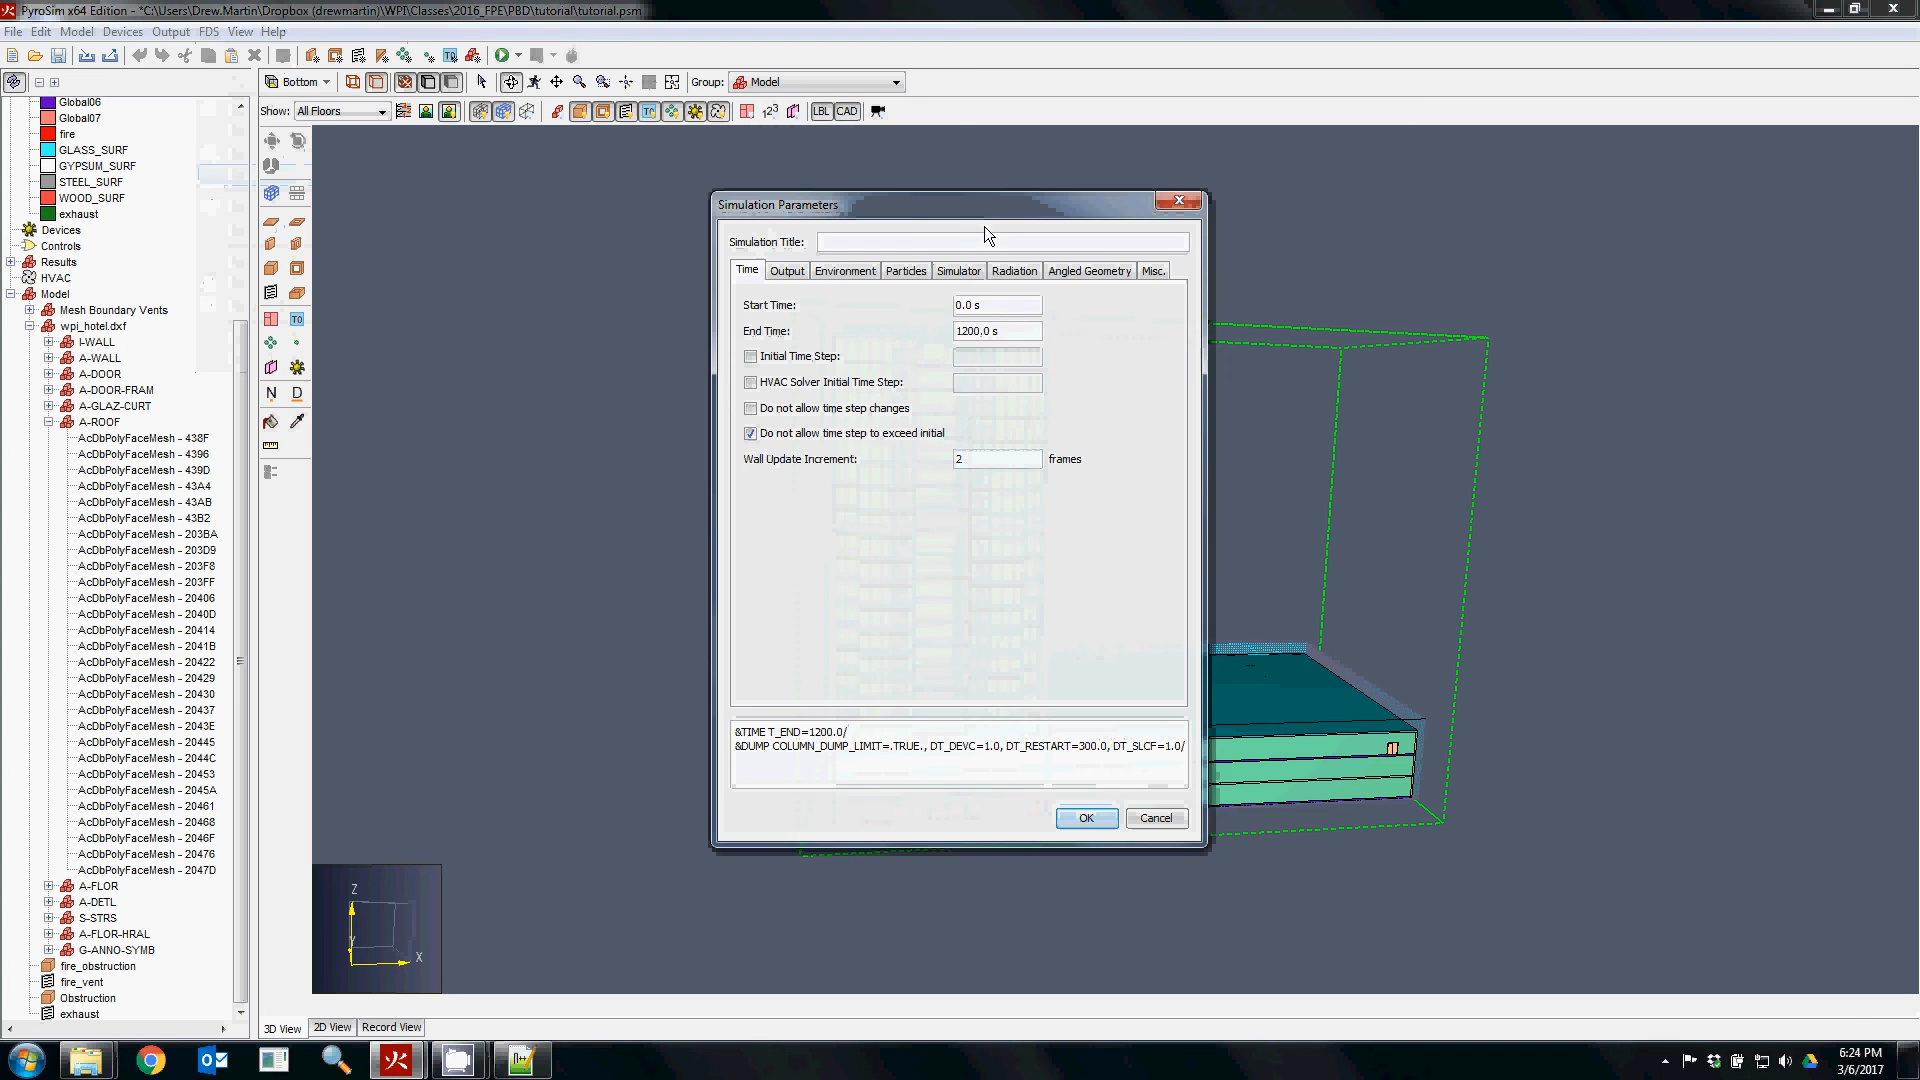 PyroSim x64 Edition - *C:\Users\Drew.Martin\Dropbox (drewmartin)\WPI\Classes\2016_FPE\PBD\tutorial\tutorial.psm
File Edit Model Devices Output FDS View Help
Bottom
Group: Model
Show: All Floors
LBL CAD
Global06
Global07
fire
GLASS_SURF
GYPSUM_SURF
STEEL_SURF
WOOD_SURF
exhaust
Devices
Controls
Results
HVAC
Model
Mesh Boundary Vents
wpi_hotel.dxf
I-WALL
A-WALL
A-DOOR
A-DOOR-FRAM
A-GLAZ-CURT
A-ROOF
AcDbPolyFaceMesh - 438F
AcDbPolyFaceMesh - 4396
AcDbPolyFaceMesh - 439D
AcDbPolyFaceMesh - 43A4
AcDbPolyFaceMesh - 43AB
AcDbPolyFaceMesh - 43B2
AcDbPolyFaceMesh - 203BA
AcDbPolyFaceMesh - 203D9
AcDbPolyFaceMesh - 203F8
AcDbPolyFaceMesh - 203FF
AcDbPolyFaceMesh - 20406
AcDbPolyFaceMesh - 2040D
AcDbPolyFaceMesh - 20414
AcDbPolyFaceMesh - 2041B
AcDbPolyFaceMesh - 20422
AcDbPolyFaceMesh - 20429
AcDbPolyFaceMesh - 20430
AcDbPolyFaceMesh - 20437
AcDbPolyFaceMesh - 2043E
AcDbPolyFaceMesh - 20445
AcDbPolyFaceMesh - 2044C
AcDbPolyFaceMesh - 20453
AcDbPolyFaceMesh - 2045A
AcDbPolyFaceMesh - 20461
AcDbPolyFaceMesh - 20468
AcDbPolyFaceMesh - 2046F
AcDbPolyFaceMesh - 20476
AcDbPolyFaceMesh - 2047D
A-FLOR
A-DETL
S-STRS
A-FLOR-HRAL
G-ANNO-SYMB
fire_obstruction
fire_vent
Obstruction
exhaust
N D
Simulation Parameters
Simulation Title:
Time Output Environment Particles Simulator Radiation Angled Geometry Misc.
Start Time: 0.0 s
End Time: 1200.0 s
Initial Time Step:
HVAC Solver Initial Time Step:
Do not allow time step changes
Do not allow time step to exceed initial
Wall Update Increment: 2 frames
&TIME T_END=1200.0/
&DUMP COLUMN_DUMP_LIMIT=.TRUE., DT_DEVC=1.0, DT_RESTART=300.0, DT_SLCF=1.0/
OK Cancel
Z
Y
X
3D View 2D View Record View
6:24 PM
3/6/2017